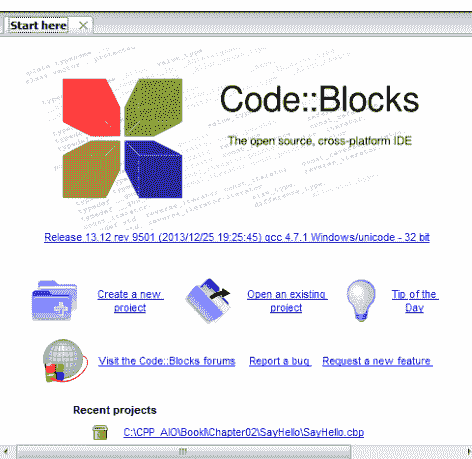 Start here
Code::Blocks
The open source, cross-platform IDE
Release 13.12 rev 9501 (2013/12/25 19:25:45) gcc 4.7.1 Windows/unicode - 32 bit
Create a new
project
Open an existing
project
Tip of the
Day
Visit the Code::Blocks forums
Report a bug
Request a new feature
Recent projects
C:\CPP_AIO\BookI\Chapter02\SayHello\SayHello.cbp